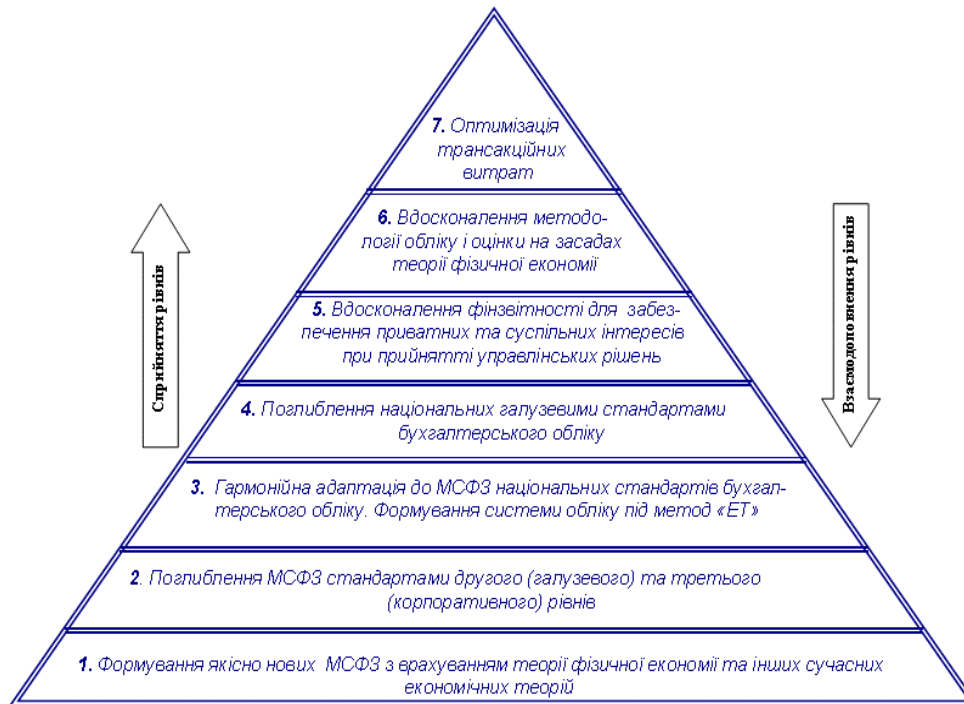 7. Оптимізація
трансакційних
витрат
6. Вдосконалення методо-
логії обліку і оцінки на засадах
теорії фізичної економії
5. Вдосконалення фінзвітності для забез-
печення приватних та суспільних інтересів
при прийнятті управлінських рішень
4. Поглиблення національних галузевими стандартами
бухгалтерського обліку
3. Гармонійна адаптація до МСФЗ національних стандартів бухгал-
терського обліку. Формування системи обліку під метод «ЕТ»
2. Поглиблення МСФЗ стандартами другого (галузевого) та третього
(корпоративного) рівнів
1. Формування якісно нових МСФЗ з врахуванням теорії фізичної економії та інших сучасних
економічних теорій
Сприйняття рівнів
Взаємодоповнення рівнів